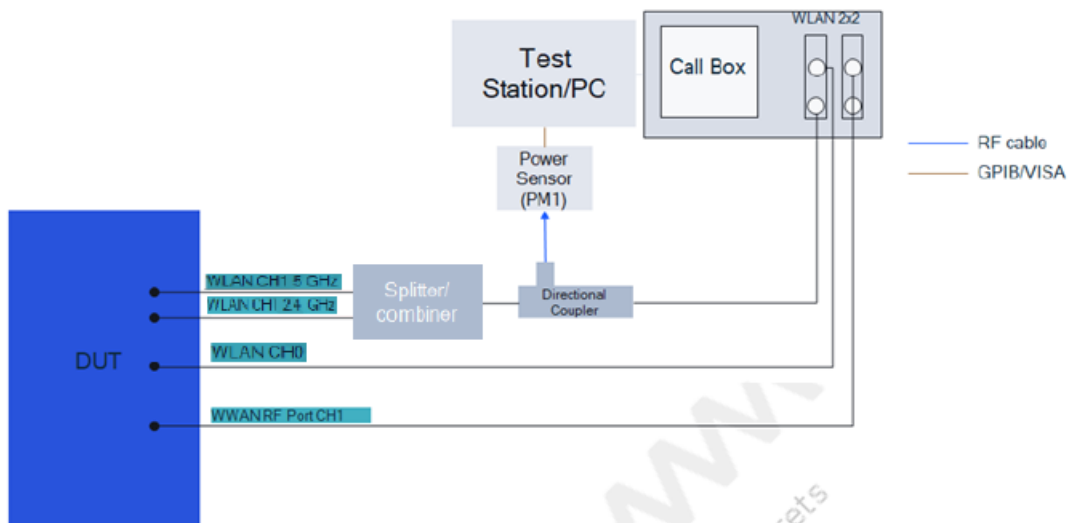 WLAN 2x2
Test
Station/PC
Call Box
RF cable
GPIB/VISA
Power
Sensor
(PM1)
WLAN CH1 5 GHz
WLAN CH1 2.4 GHz
Splitter/
combiner
Directional
Coupler
DUT
WLAN CH0
WWAN RF Port CH1
ets